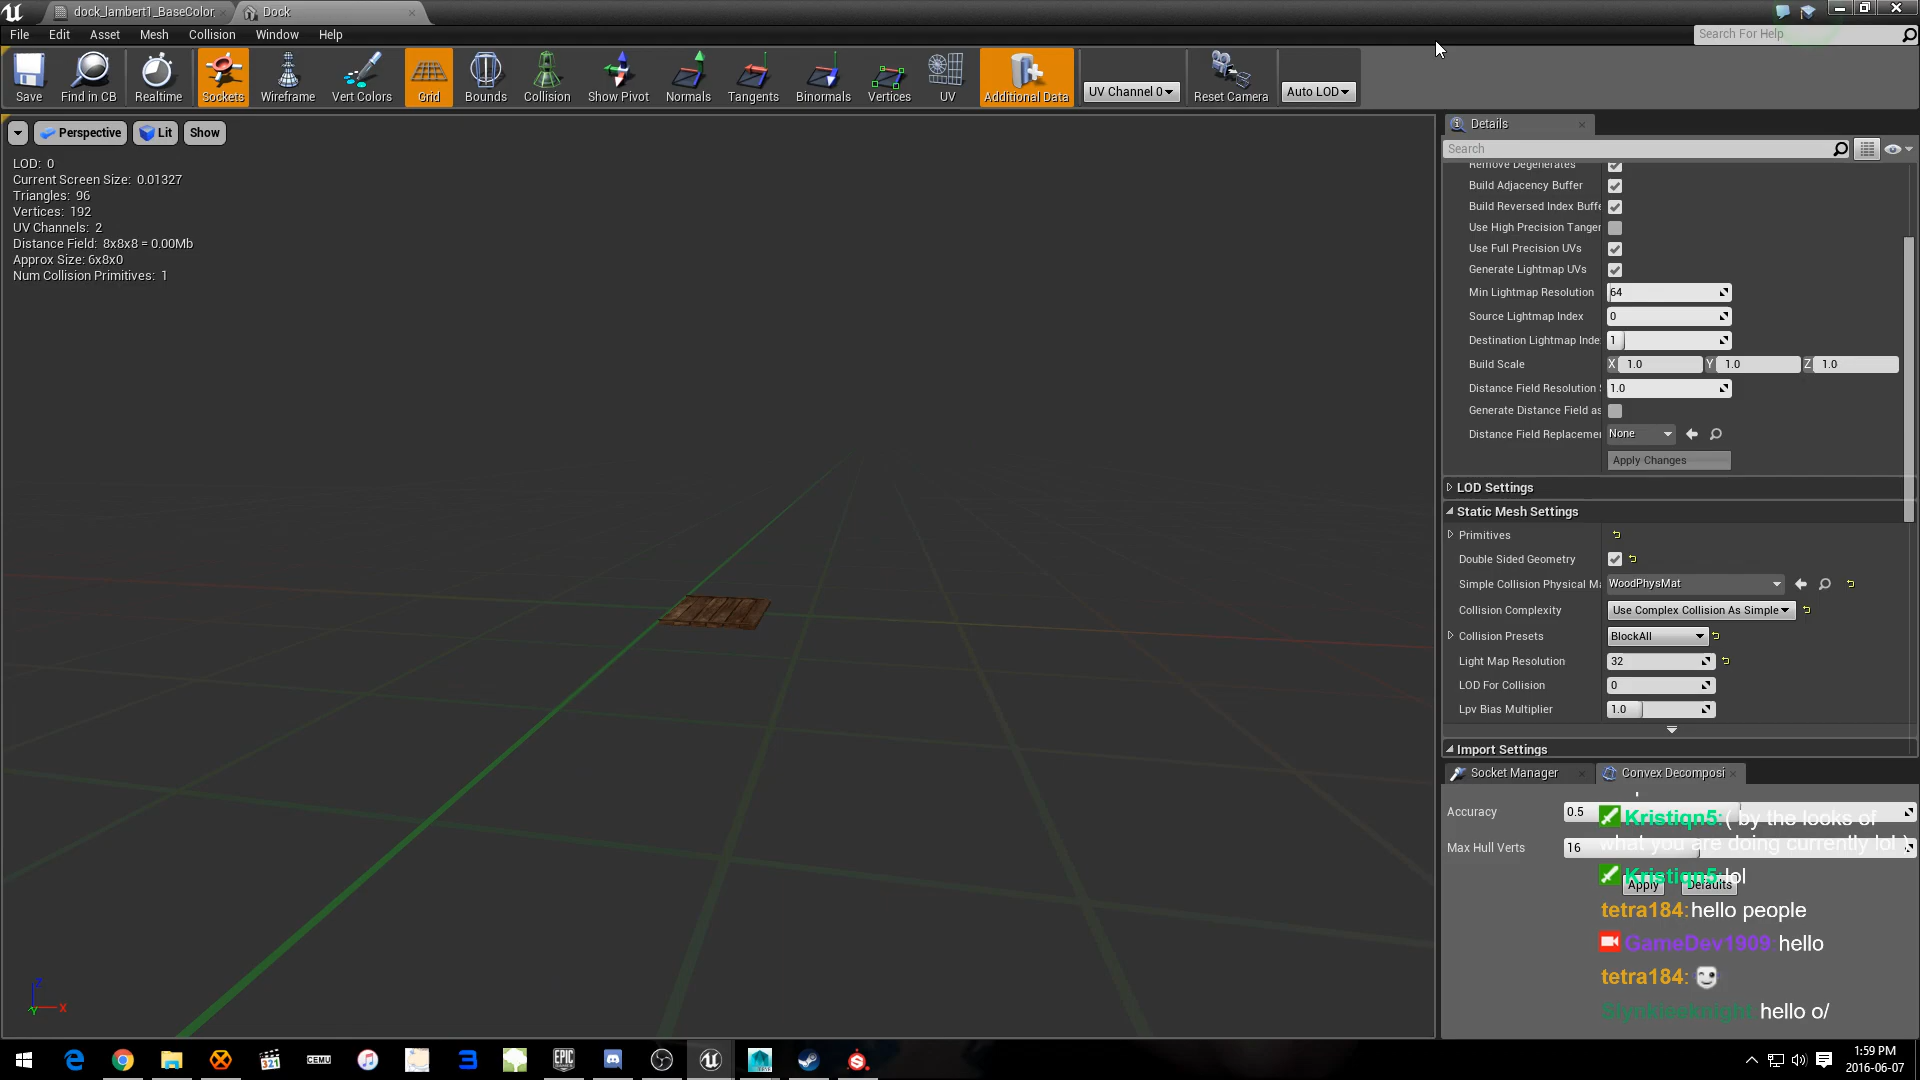 dock_lambert1_BaseColor
Dock
File Edit Asset Mesh Collision Window Help
Search For Help
Save
Find in CB
Realtime
Sockets
Wireframe
Vert Colors
Grid
Bounds
Collision
Show Pivot
Normals
Tangents
Binormals
Vertices
UV
Additional Data
UV Channel 0
Reset Camera
Auto LOD
Perspective
Lit
Show
LOD: 0
Current Screen Size: 0.01327
Triangles: 96
Vertices: 192
UV Channels: 2
Distance Field: 8x8x8 = 0.00Mb
Approx Size: 6x8x0
Num Collision Primitives: 1
Z
X
Y
Details
Search
Remove Degenerates
Build Adjacency Buffer
Build Reversed Index Buffe
Use High Precision Tanger
Use Full Precision UVs
Generate Lightmap UVs
Min Lightmap Resolution 64
Source Lightmap Index 0
Destination Lightmap Inde 1
Build Scale X 1.0 Y 1.0 Z 1.0
Distance Field Resolution 1.0
Generate Distance Field as
Distance Field Replacemer None
Apply Changes
LOD Settings
Static Mesh Settings
Primitives
Double Sided Geometry
Simple Collision Physical Ma WoodPhysMat
Collision Complexity Use Complex Collision As Simple
Collision Presets BlockAll
Light Map Resolution 32
LOD For Collision 0
Lpv Bias Multiplier 1.0
Import Settings
Socket Manager
Convex Decomposi
Accuracy 0.5
Max Hull Verts 16
Apply Defaults
Kristiqn5: ( by the looks of
what you are doing currently lol )
Kristiqn5: lol
tetra184: hello people
GameDev1909: hello
tetra184:
Slynkieeknight hello o/
321
CEMU
3
EPIC GAMES
1:59 PM
2016-06-07